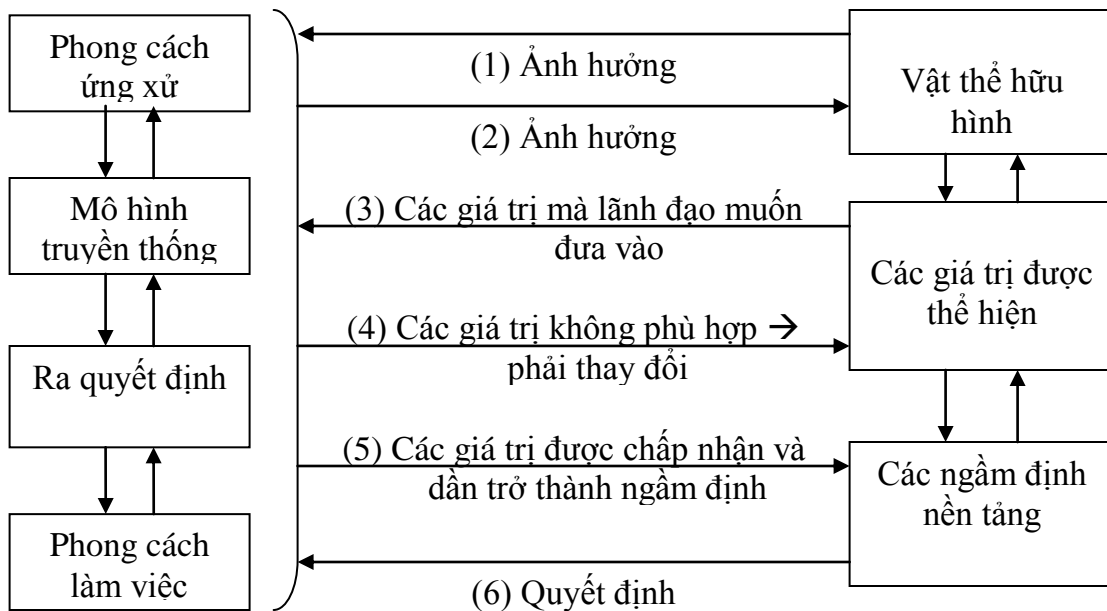 Phong cách
ứng xử
Mô hình
truyền thống
Ra quyết định
Phong cách
làm việc
(1) Ảnh hưởng
(2) Ảnh hưởng
(3) Các giá trị mà lãnh đạo muốn
đưa vào
(4) Các giá trị không phù hợp →
phải thay đổi
(5) Các giá trị được chấp nhận và
dần trở thành ngầm định
(6) Quyết định
Vật thể hữu
hình
Các giá trị được
thể hiện
Các ngầm định
nền tảng